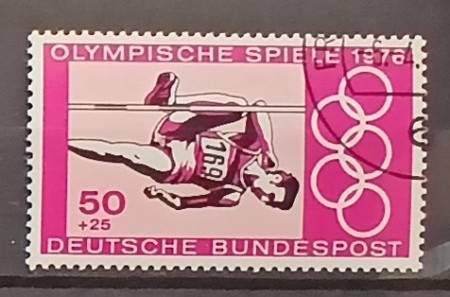 OLYMPISCHE SPIELE 1976
169
50
+25
DEUTSCHE BUNDESPOST